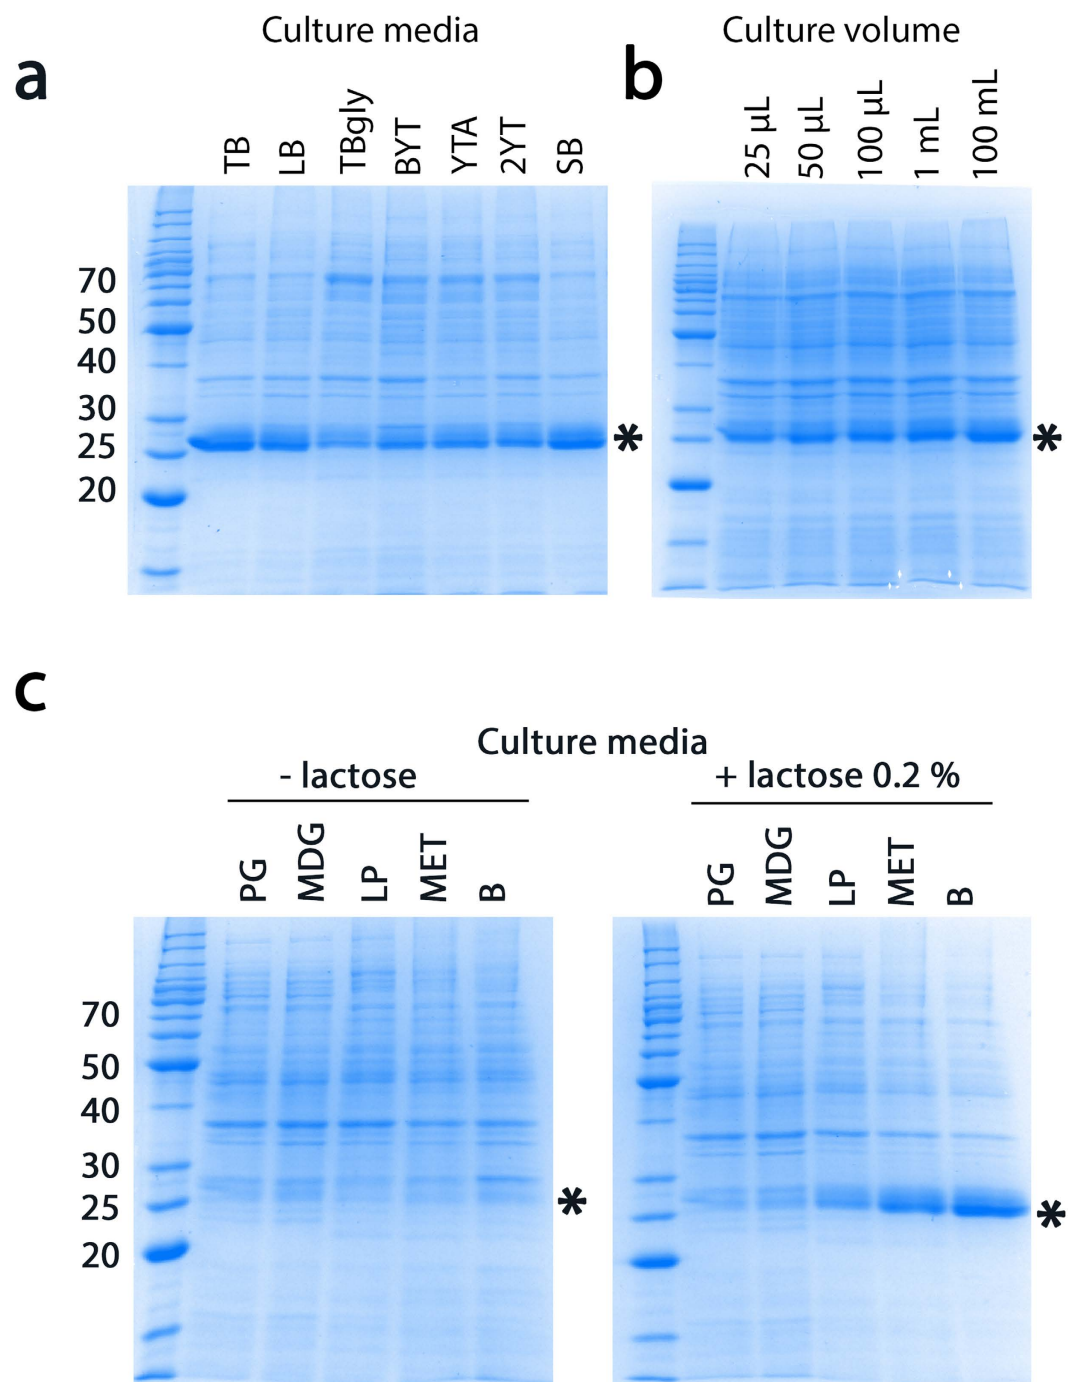 Culture media
a
TB
LB
TBgly
BYT
YTA
2YT
SB
70
50
40
30
25
20
*
Culture volume
b
25 µL
50 µL
100 µL
1 mL
100 mL
*
c
Culture media
- lactose
PG
MDG
LP
MET
B
70
50
40
30
25
20
*
+ lactose 0.2 %
PG
MDG
LP
MET
B
*